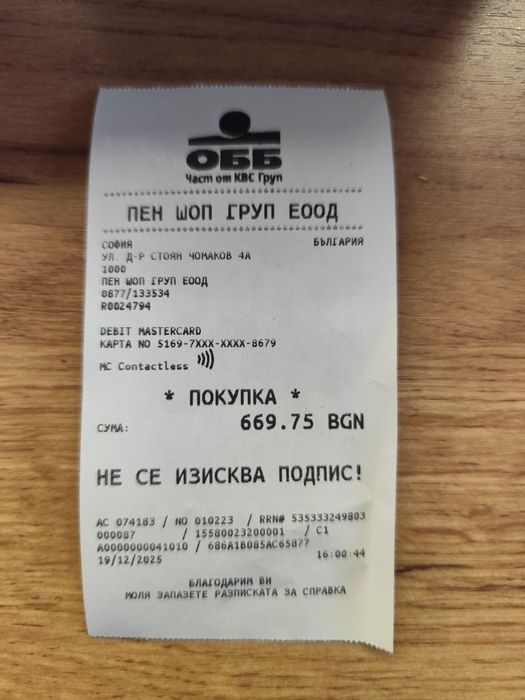 ОББ
Част от КВС Груп
ПЕН ШОП ГРУП ЕООД
СОФИЯ БЪЛГАРИЯ
УЛ. Д-Р СТОЯН ЧОМАКОВ 4А
1000
ПЕН ШОП ГРУП ЕООД
0877/133534
R0024794
DEBIT MASTERCARD
КАРТА NO 5169-7XXX-XXXX-8679
MC Contactless
* ПОКУПКА *
СУМА: 669.75 BGN
НЕ СЕ ИЗИСКВА ПОДПИС!
AC 074183 / NO 010223 / RRN# 535333249803
000087 / 15580023200001 / C1
A0000000041010 / 686A1B085AC65877
19/12/2025 16:00:44
БЛАГОДАРИМ ВИ
МОЛЯ ЗАПАЗЕТЕ РАЗПИСКАТА ЗА СПРАВКА